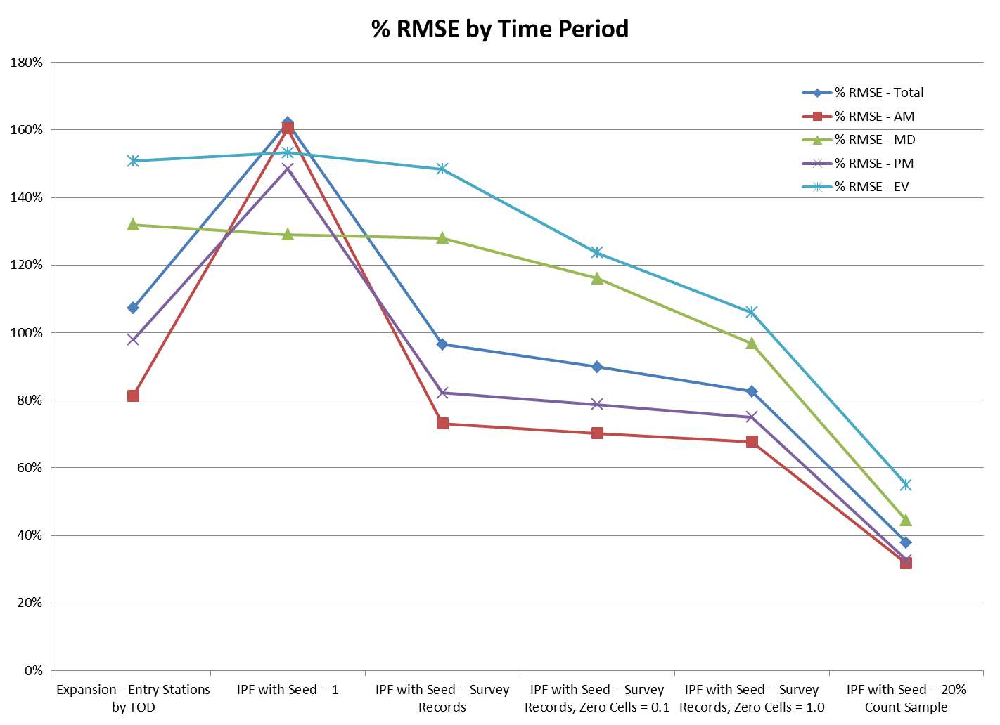 % RMSE by Time Period
180%
160%
140%
120%
100%
80%
60%
40%
20%
0%
% RMSE - Total
% RMSE - AM
% RMSE - MD
% RMSE - PM
% RMSE - EV
Expansion - Entry Stations
by TOD
IPF with Seed = 1
IPF with Seed = Survey
Records
IPF with Seed = Survey
Records, Zero Cells = 0.1
IPF with Seed = Survey
Records, Zero Cells = 1.0
IPF with Seed = 20%
Count Sample